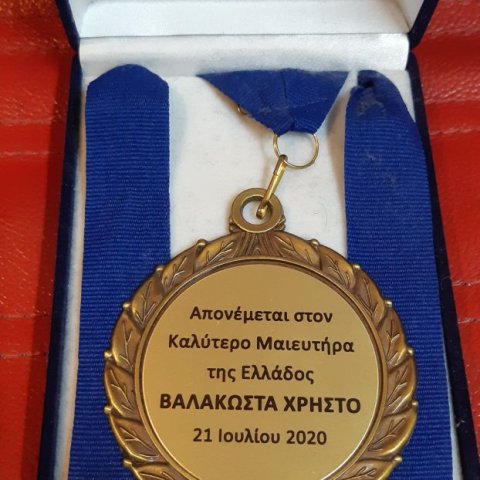 Απονέμεται στον
Καλύτερο Μαιευτήρα
της Ελλάδος
ΒΑΛΑΚΩΣΤΑ ΧΡΗΣΤΟ
21 Ιουλίου 2020